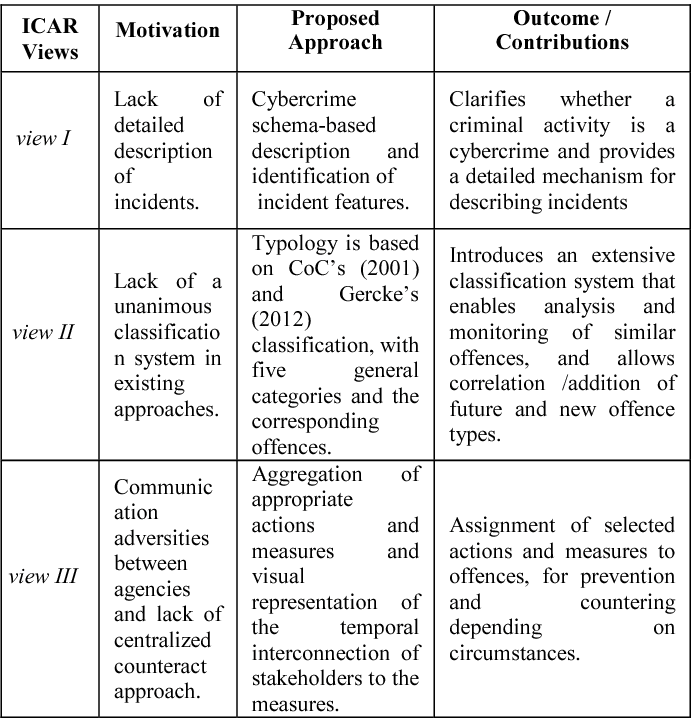 ICAR
Views
Motivation
Proposed
Approach
Outcome /
Contributions
view I
Lack of
detailed
description
of
incidents.
Cybercrime
schema-based
description and
identification of
incident features.
Clarifies whether a
criminal activity is a
cybercrime and provides
a detailed mechanism for
describing incidents
view II
Lack of a
unanimous
classificatio
n system in
existing
approaches.
Typology is based
on CoC’s (2001)
and Gercke’s
(2012)
classification, with
five general
categories and the
corresponding
offences.
Introduces an extensive
classification system that
enables analysis and
monitoring of similar
offences, and allows
correlation /addition of
future and new offence
types.
view III
Communic
ation
adversities
between
agencies
and lack of
centralized
counteract
approach.
Aggregation of
appropriate
actions and
measures and
visual
representation of
the temporal
interconnection of
stakeholders to the
measures.
Assignment of selected
actions and measures to
offences, for prevention
and countering
depending on
circumstances.